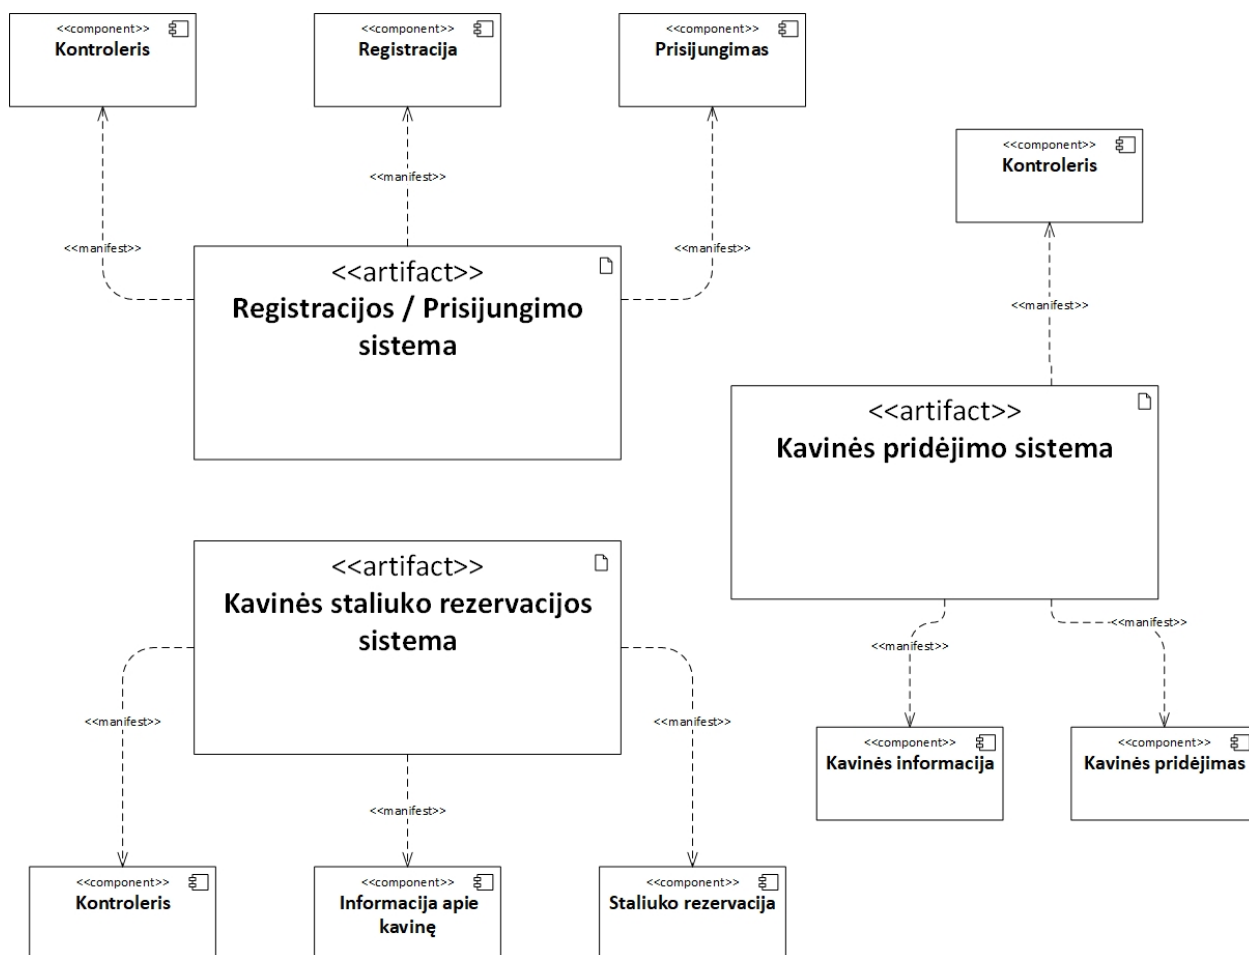 <<component>>
Kontroleris
<<component>>
Registracija
<<component>>
Prisijungimas
<<component>>
Kontroleris
<<manifest>>
<<manifest>>
<<manifest>>
<<manifest>>
<<artifact>>
Registracijos / Prisijungimo
sistema
<<artifact>>
Kavinės pridėjimo sistema
<<artifact>>
Kavinės staliuko rezervacijos
sistema
<<manifest>>
<<manifest>>
<<manifest>>
<<manifest>>
<<manifest>>
<<component>>
Kavinės informacija
<<component>>
Kavinės pridėjimas
<<component>>
Kontroleris
<<component>>
Informacija apie
kavinę
<<component>>
Staliuko rezervacija